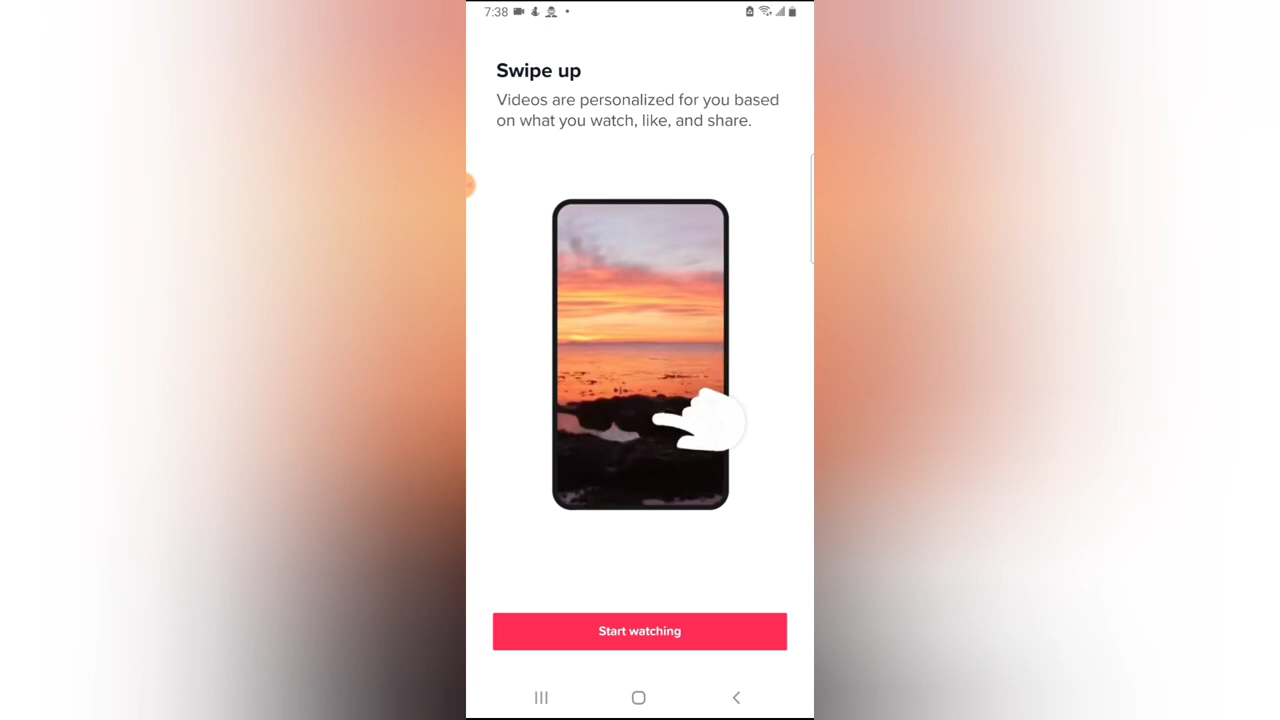 7:38
Swipe up
Videos are personalized for you based
on what you watch, like, and share.
Start watching